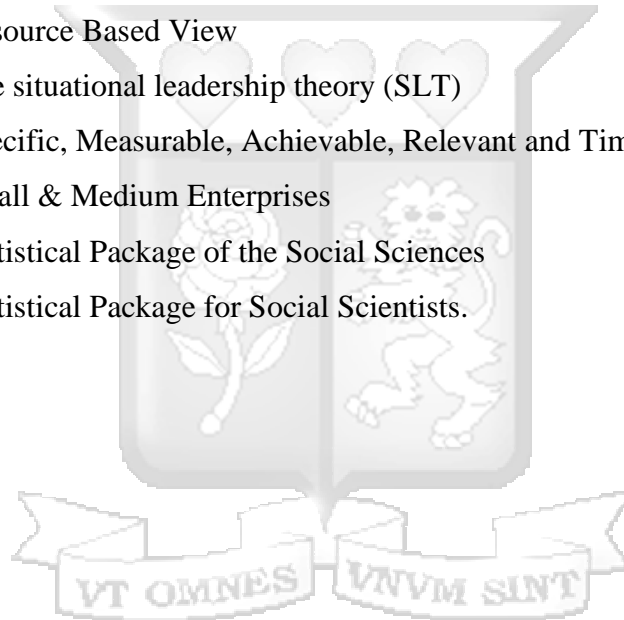 source Based View
e situational leadership theory (SLT)
ecific, Measurable, Achievable, Relevant and Tim
all & Medium Enterprises
tistical Package of the Social Sciences
tistical Package for Social Scientists.
VT OMNES VNVM SINT